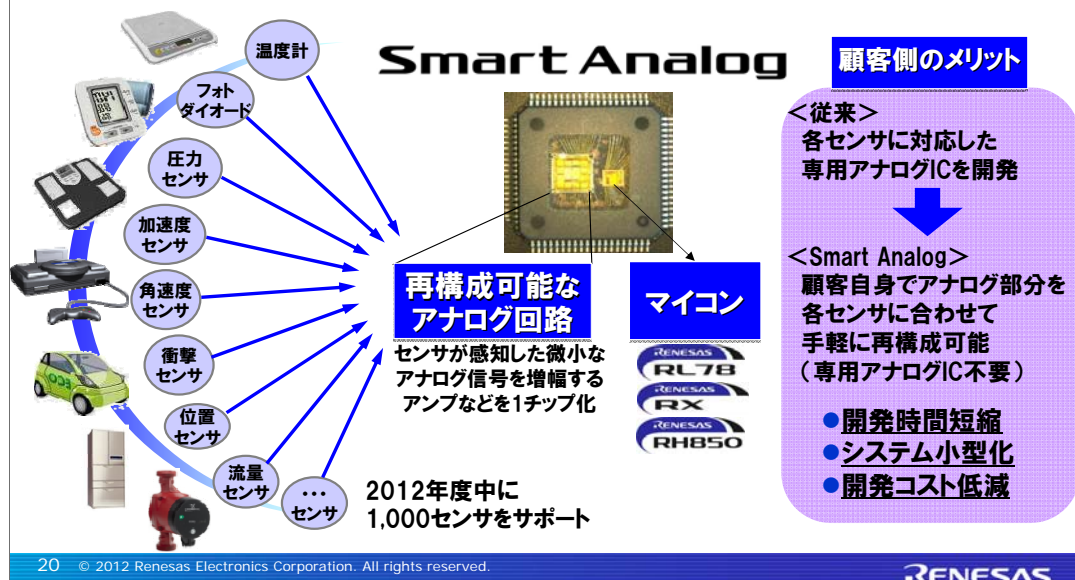 温度計
フォト
ダイオード
圧力
センサ
加速度
センサ
角速度
センサ
衝撃
センサ
位置
センサ
流量
センサ
・・・
センサ
Smart Analog
再構成可能な
アナログ回路
センサが感知した微小な
アナログ信号を増幅する
アンプなどを1チップ化
マイコン
RENESAS
RL78
RENESAS
RX
RENESAS
RH850
2012年度中に
1,000センサをサポート
顧客側のメリット
<従来>
各センサに対応した
専用アナログICを開発
<Smart Analog>
顧客自身でアナログ部分を
各センサに合わせて
手軽に再構成可能
（専用アナログIC不要）
●開発時間短縮
●システム小型化
●開発コスト低減
ECO
20 © 2012 Renesas Electronics Corporation. All rights reserved.
RENESAS